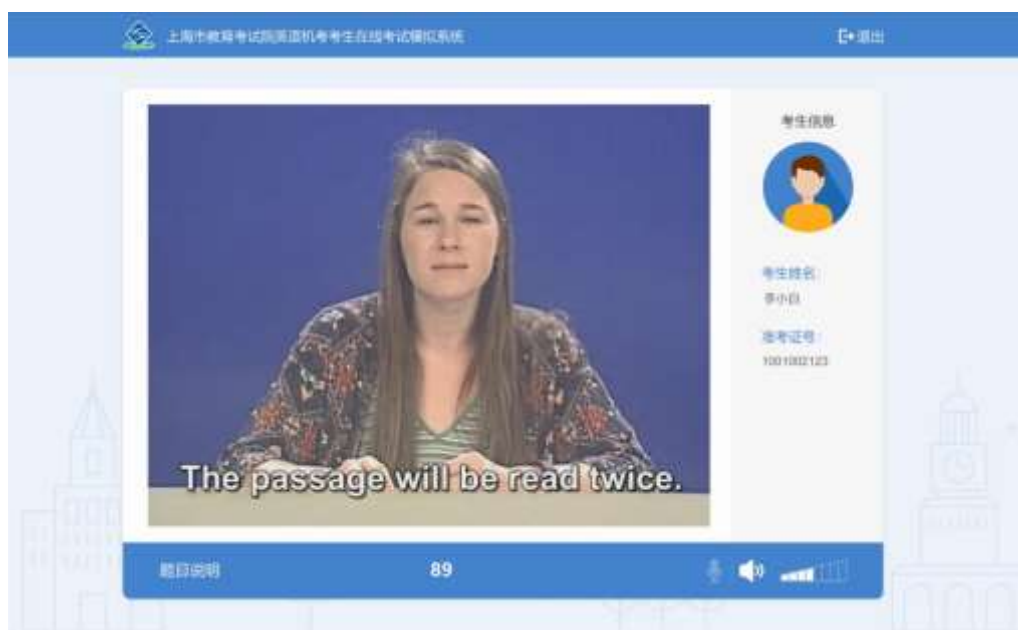 上海市教育考试院英语机考考生在线考试模拟系统
退出
考生信息
考生姓名:
李小白
准考证号:
1001002123
The passage will be read twice.
题目说明
89